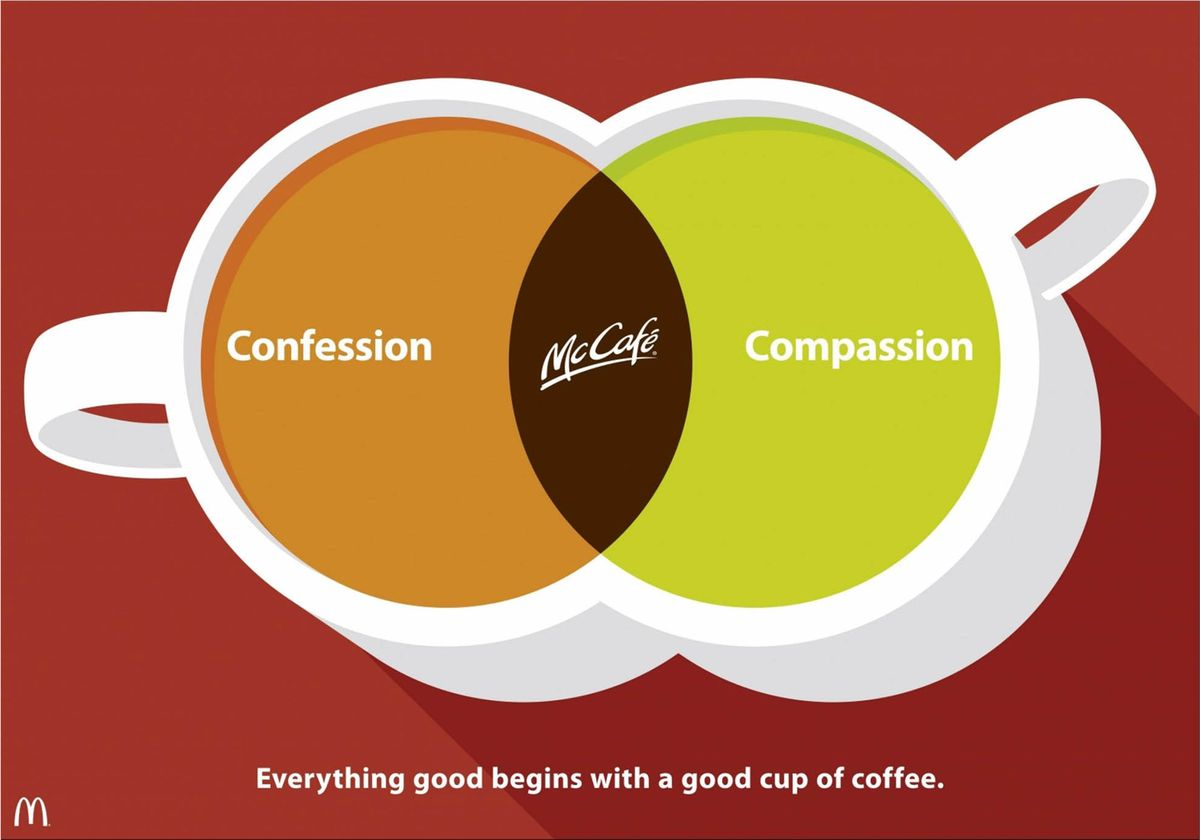 Confession
McCafé®
Compassion
Everything good begins with a good cup of coffee.